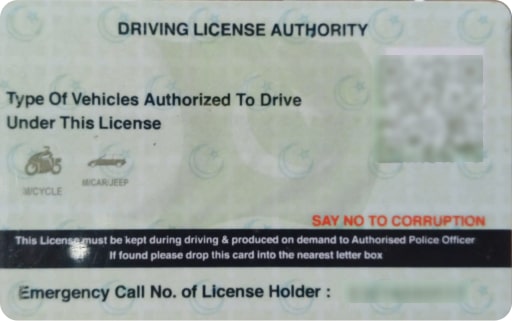 DRIVING LICENSE AUTHORITY
Type Of Vehicles Authorized To Drive
Under This License
M/CYCLE
M/CAR/JEEP
SAY NO TO CORRUPTION
This License must be kept during driving & produced on demand to Authorised Police Officer
If found please drop this card into the nearest letter box
Emergency Call No. of License Holder :